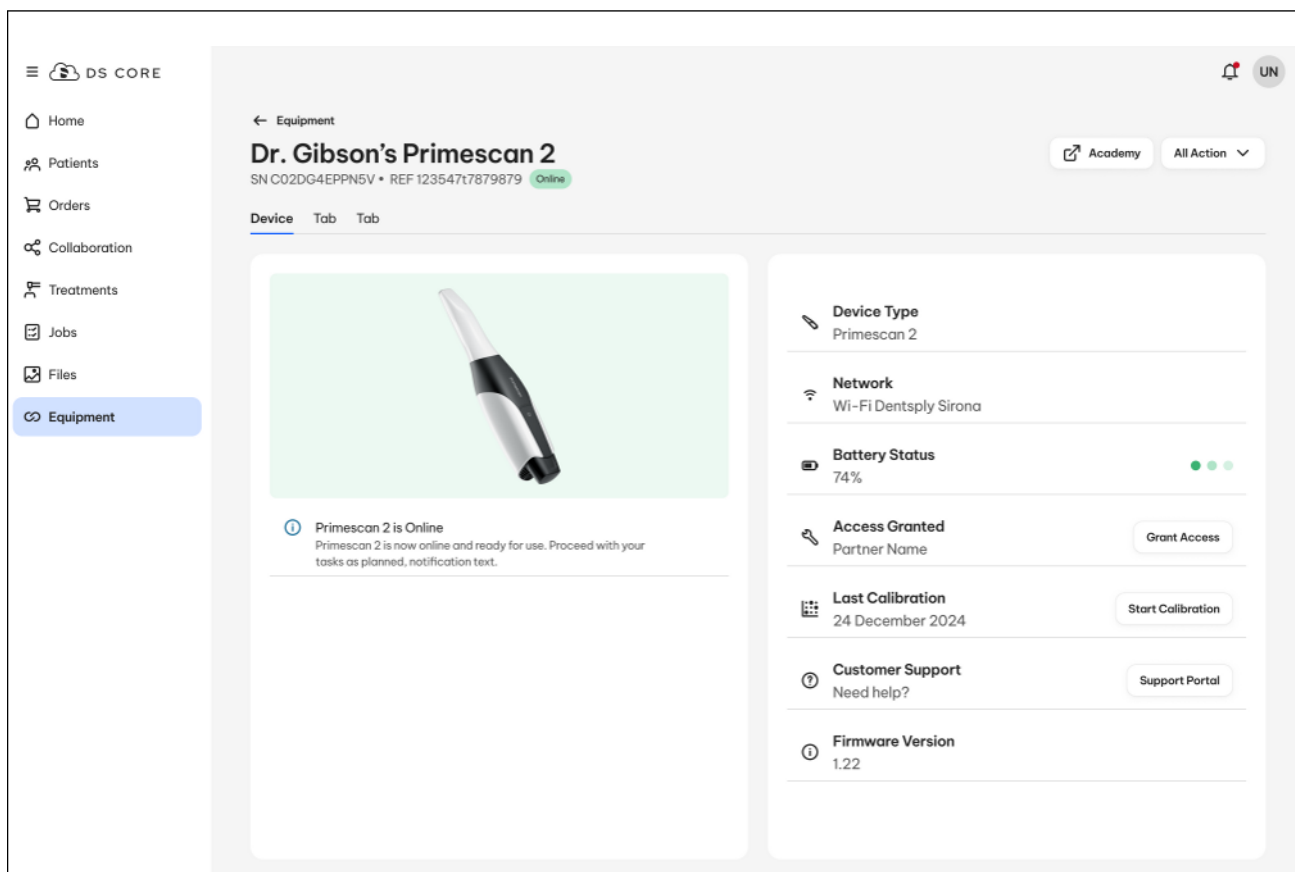 DS CORE
UN
Home
Patients
Orders
Collaboration
Treatments
Jobs
Files
Equipment
Equipment
Dr. Gibson's Primescan 2
SN C02DG4EPPN5V • REF 123547t7879879 Online
Academy
All Action
Device Tab Tab
Primescan 2 is Online
Primescan 2 is now online and ready for use. Proceed with your
tasks as planned, notification text.
Device Type
Primescan 2
Network
Wi-Fi Dentsply Sirona
Battery Status
74%
Access Granted
Partner Name
Grant Access
Last Calibration
24 December 2024
Start Calibration
Customer Support
Need help?
Support Portal
Firmware Version
1.22